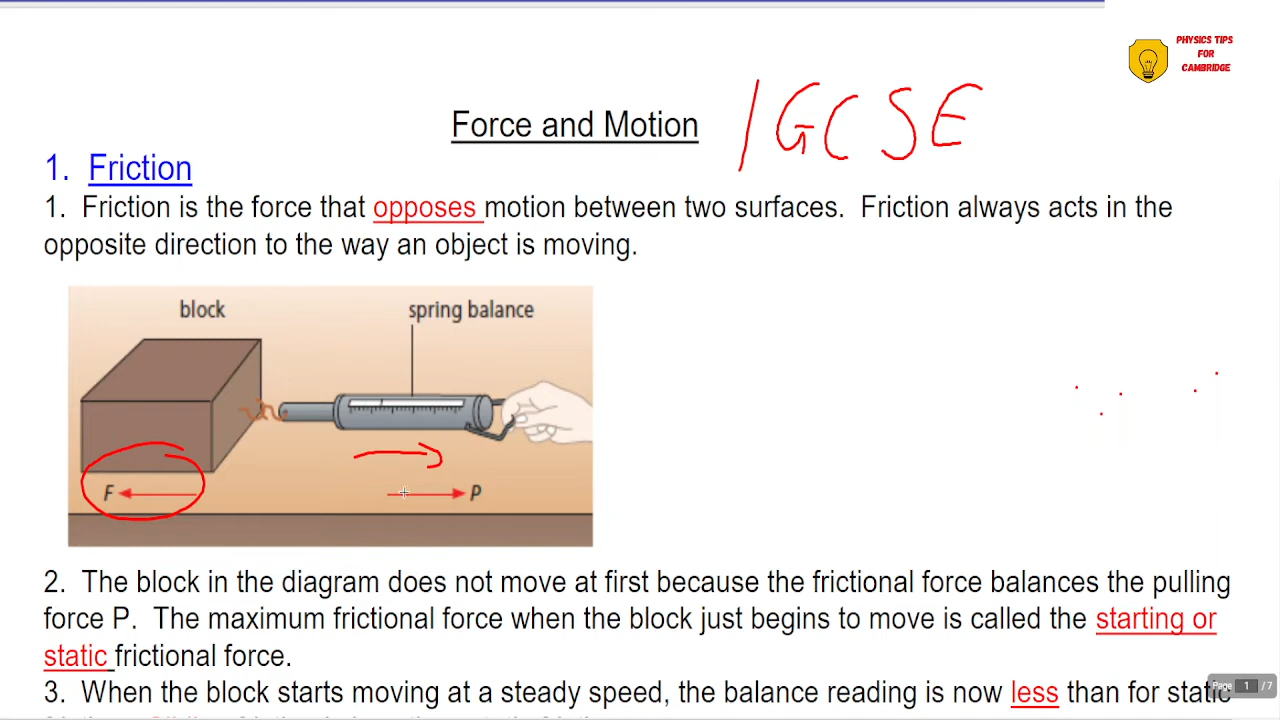 PHYSICS TIPS
FOR
CAMBRIDGE
Force and Motion IGCSE
1. Friction
1. Friction is the force that opposes motion between two surfaces. Friction always acts in the
opposite direction to the way an object is moving.
block spring balance
F P
2. The block in the diagram does not move at first because the frictional force balances the pulling
force P. The maximum frictional force when the block just begins to move is called the starting or
static frictional force.
3. When the block starts moving at a steady speed, the balance reading is now less than for static
Page 1 / 7